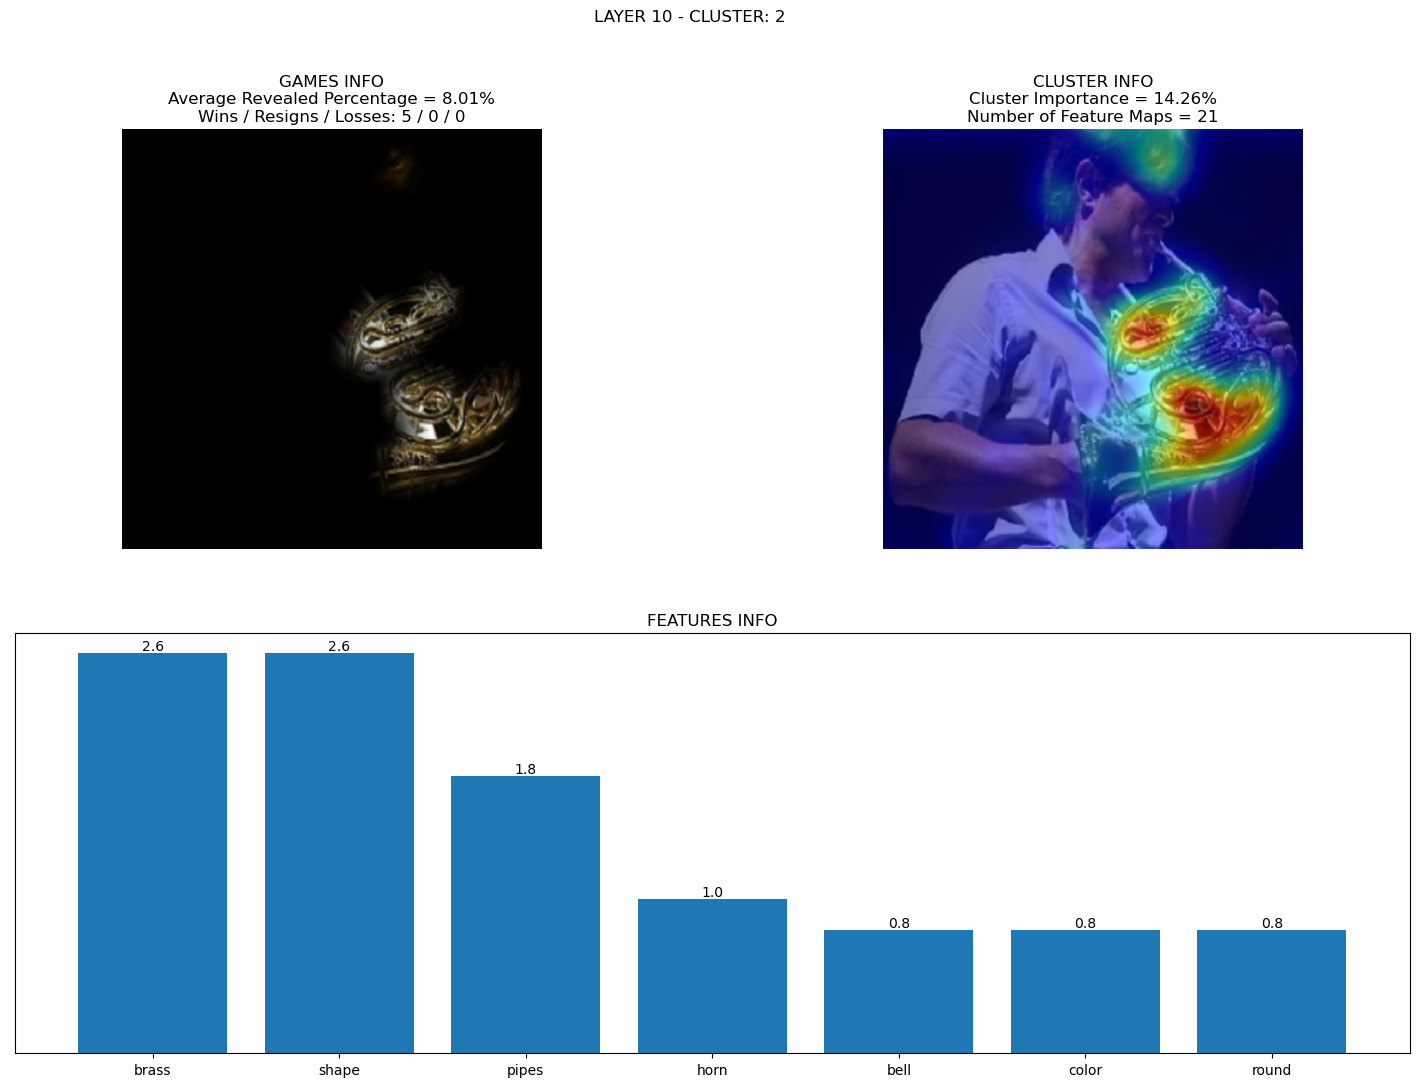 LAYER 10 - CLUSTER: 2
GAMES INFO
Average Revealed Percentage = 8.01%
Wins / Resigns / Losses: 5 / 0 / 0
CLUSTER INFO
Cluster Importance = 14.26%
Number of Feature Maps = 21
FEATURES INFO
2.6
2.6
1.8
1.0
0.8
0.8
0.8
brass
shape
pipes
horn
bell
color
round